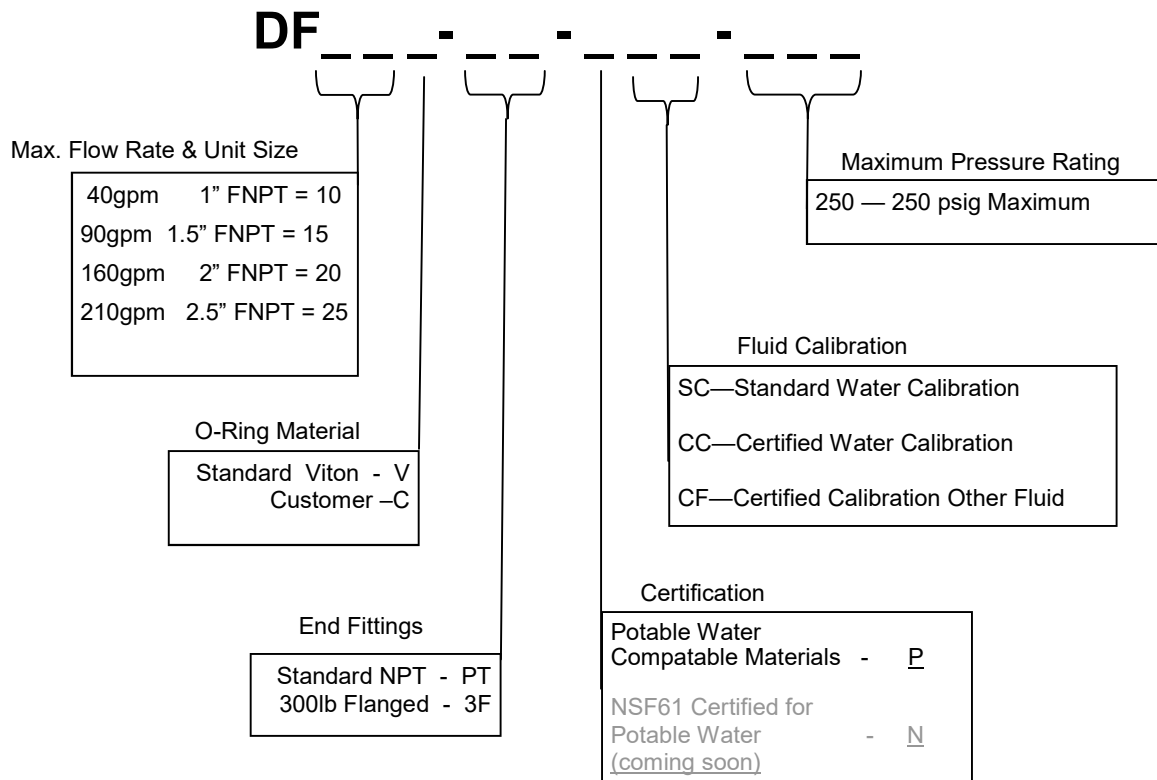 DF_ _ _ - _ _ - _ _ _ - _ _ _
Max. Flow Rate & Unit Size
40gpm 1” FNPT = 10
90gpm 1.5” FNPT = 15
160gpm 2” FNPT = 20
210gpm 2.5” FNPT = 25
Maximum Pressure Rating
250 — 250 psig Maximum
Fluid Calibration
SC—Standard Water Calibration
CC—Certified Water Calibration
CF—Certified Calibration Other Fluid
O-Ring Material
Standard Viton - V
Customer –C
End Fittings
Standard NPT - PT
300lb Flanged - 3F
Certification
Potable Water
Compatable Materials - P
NSF61 Certified for
Potable Water - N
(coming soon)